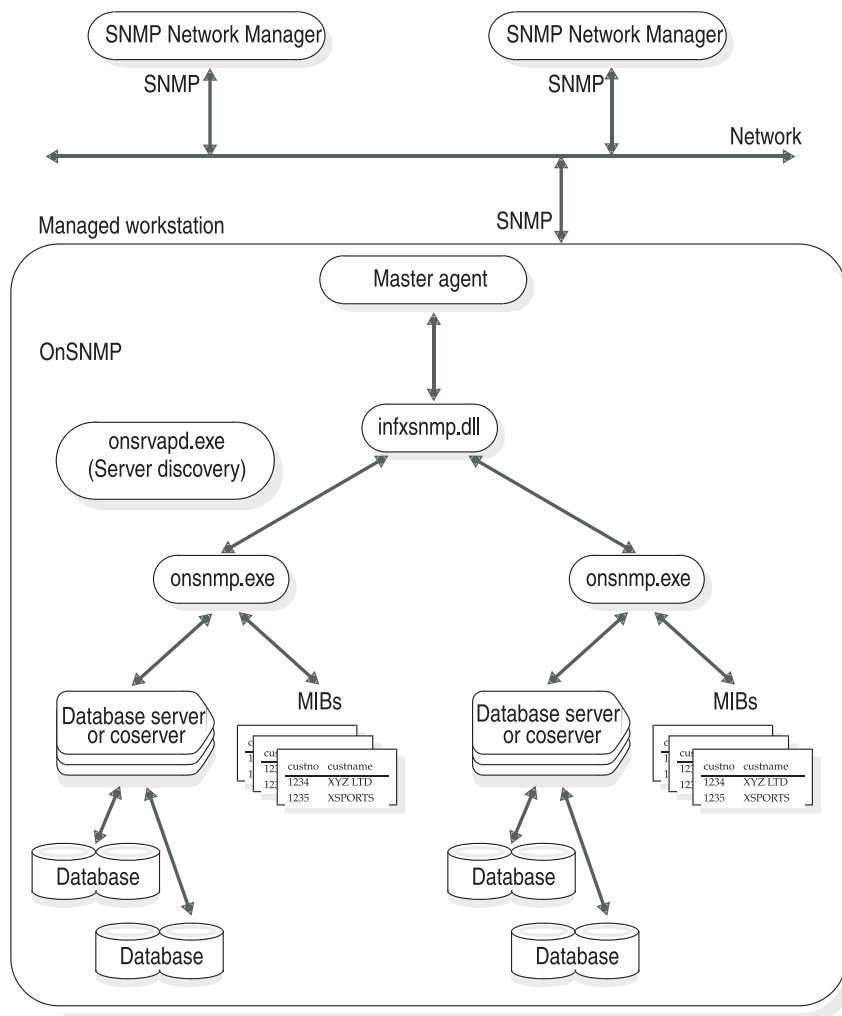 SNMP Network Manager
SNMP Network Manager
SNMP
SNMP
Network
SNMP
Managed workstation
Master agent
OnSNMP
infxsnmp.dll
onsrvapd.exe
(Server discovery)
onsnmp.exe
onsnmp.exe
Database server
or coserver
MIBs
custno custname
1234 XYZ LTD
1235 XSPORTS
Database server
or coserver
MIBs
custno custname
1234 XYZ LTD
1235 XSPORTS
Database
Database
Database
Database